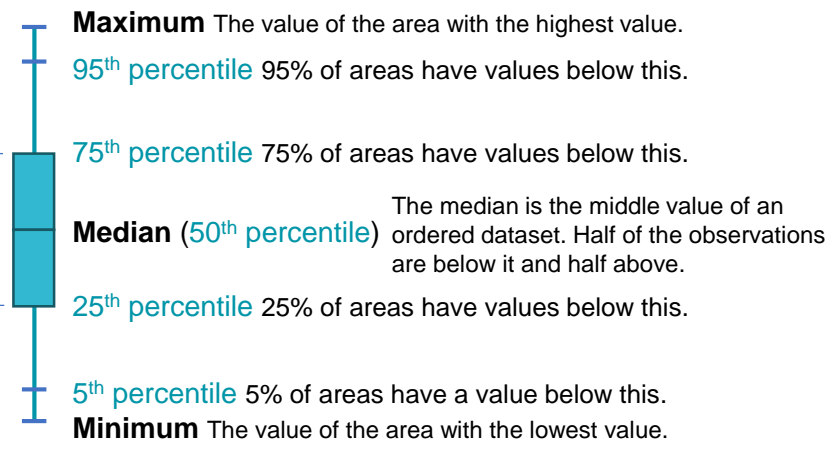 Maximum The value of the area with the highest value.
95th percentile 95% of areas have values below this.
75th percentile 75% of areas have values below this.
Median (50th percentile)
The median is the middle value of an
ordered dataset. Half of the observations
are below it and half above.
25th percentile 25% of areas have values below this.
5th percentile 5% of areas have a value below this.
Minimum The value of the area with the lowest value.